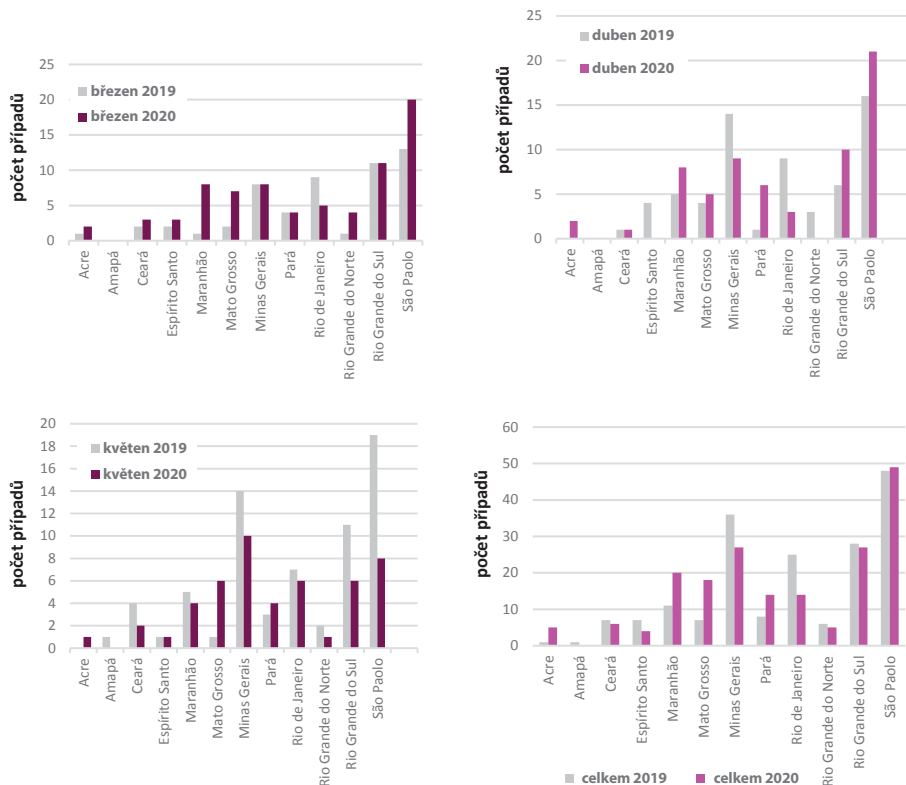 počet případů
25
20
15
10
5
0
březen 2019
březen 2020
Acre
Amapá
Ceará
Espírito Santo
Maranhão
Mato Grosso
Minas Gerais
Pará
Rio de Janeiro
Rio Grande do Norte
Rio Grande do Sul
São Paolo
počet případů
25
20
15
10
5
0
duben 2019
duben 2020
Acre
Amapá
Ceará
Espírito Santo
Maranhão
Mato Grosso
Minas Gerais
Pará
Rio de Janeiro
Rio Grande do Norte
Rio Grande do Sul
São Paolo
počet případů
20
18
16
14
12
10
8
6
4
2
0
květen 2019
květen 2020
Acre
Amapá
Ceará
Espírito Santo
Maranhão
Mato Grosso
Minas Gerais
Pará
Rio de Janeiro
Rio Grande do Norte
Rio Grande do Sul
São Paolo
počet případů
60
50
40
30
20
10
0
Acre
Amapá
Ceará
Espírito Santo
Maranhão
Mato Grosso
Minas Gerais
Pará
Rio de Janeiro
Rio Grande do Norte
Rio Grande do Sul
São Paolo
celkem 2019
celkem 2020